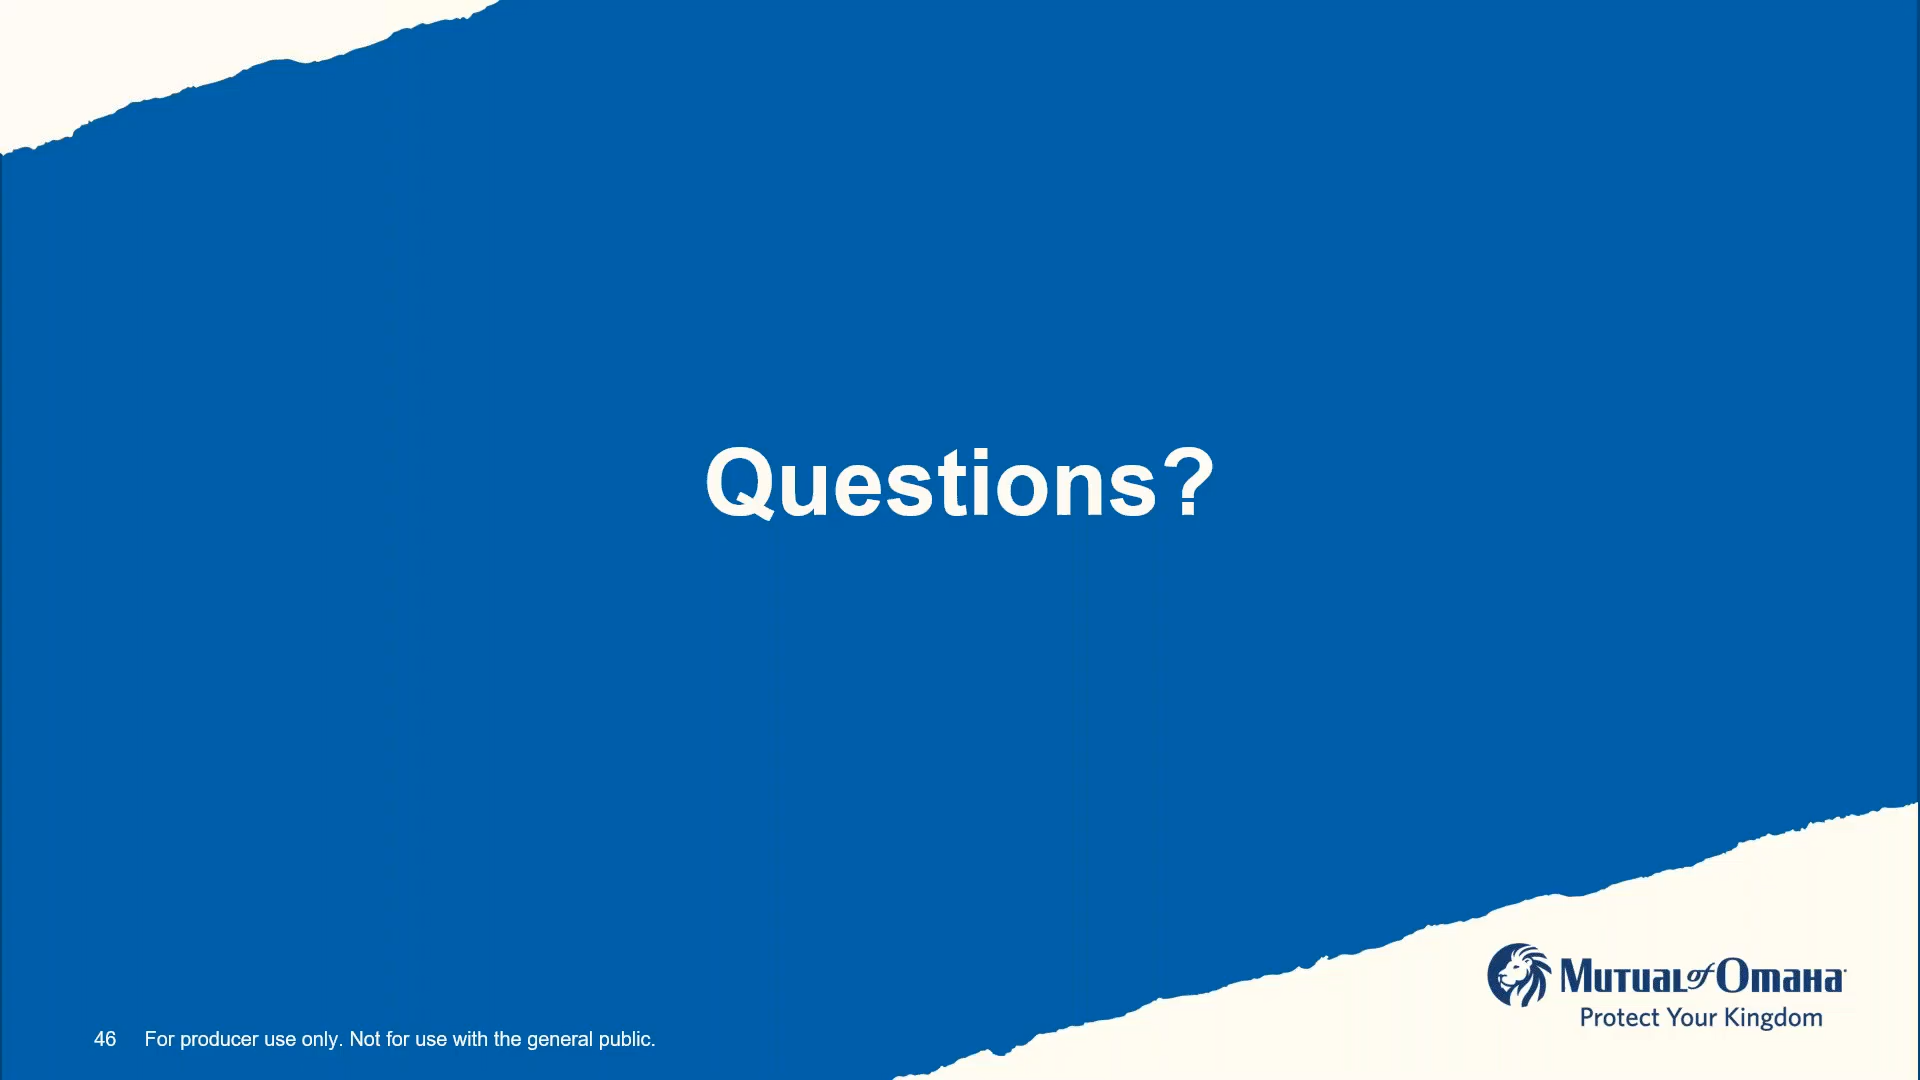 Questions?
MUTUAL of OMAHA
Protect Your Kingdom
46 For producer use only. Not for use with the general public.